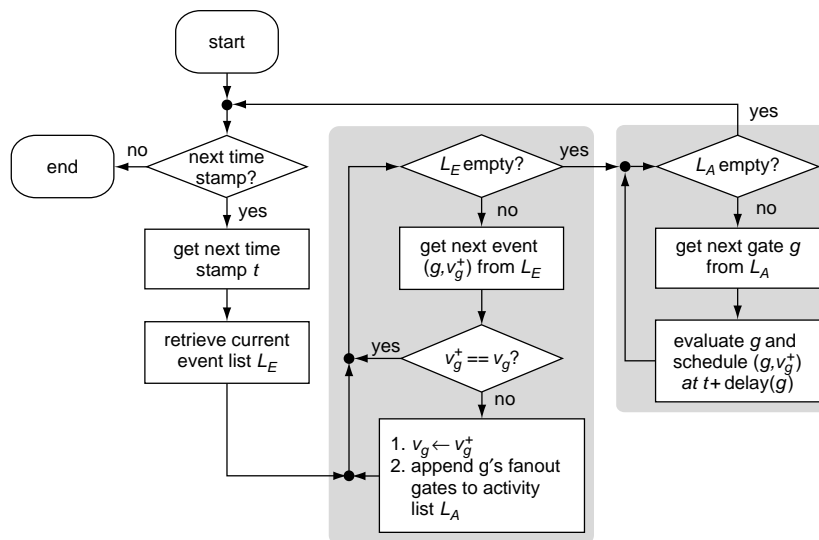 start
no
end
next time
stamp?
yes
get next time
stamp t
retrieve current
event list L_E
L_E empty?
yes
no
get next event
(g,v_g^+) from L_E
yes
v_g^+ == v_g?
no
1. v_g ← v_g^+
2. append g's fanout
gates to activity
list L_A
yes
L_A empty?
no
get next gate g
from L_A
evaluate g and
schedule (g,v_g^+)
at t + delay(g)